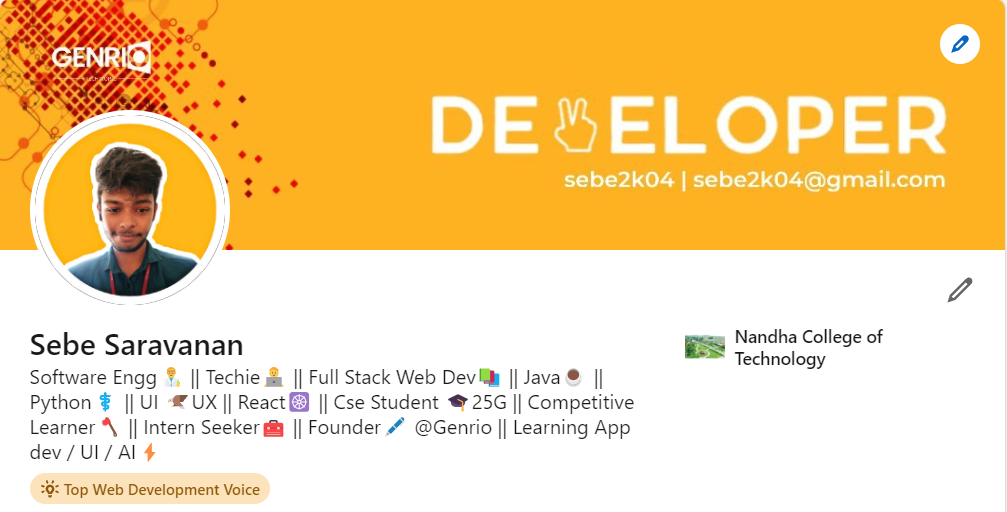 GENRIO
DE✌ELOPER
sebe2k04 | sebe2k04@gmail.com
Sebe Saravanan
Software Engg 👨‍⚕️ || Techie 👨‍💻 || Full Stack Web Dev 📚 || Java ☕ ||
Python ⚕️ || UI 🦅 UX || React ☸️ || Cse Student 🎓 25G || Competitive
Learner 🪓 || Intern Seeker 🧰 || Founder 🖊️ @Genrio || Learning App
dev / UI / AI ⚡
Top Web Development Voice
Nandha College of
Technology